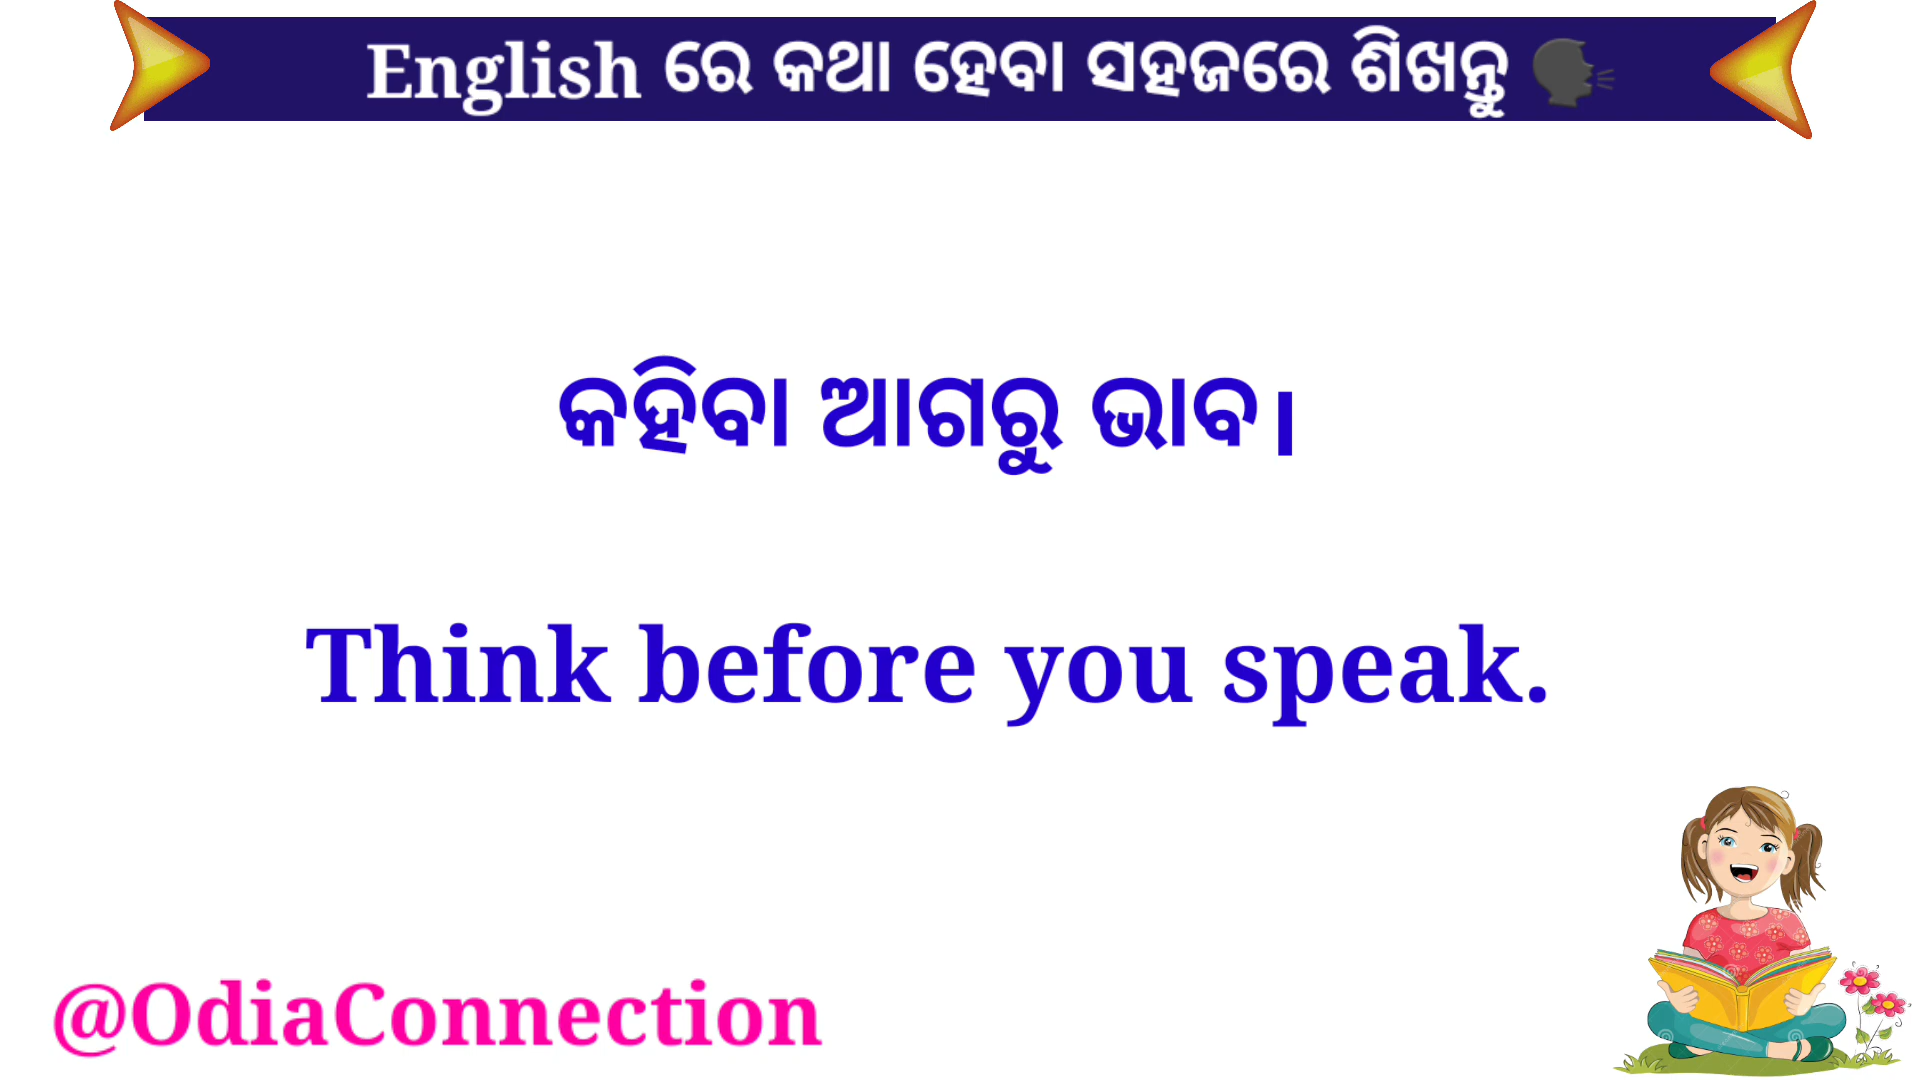 English ରେ କଥା ହେବା ସହଜରେ ଶିଖନ୍ତୁ 🗣
କହିବା ଆଗରୁ ଭାବ।
Think before you speak.
@OdiaConnection